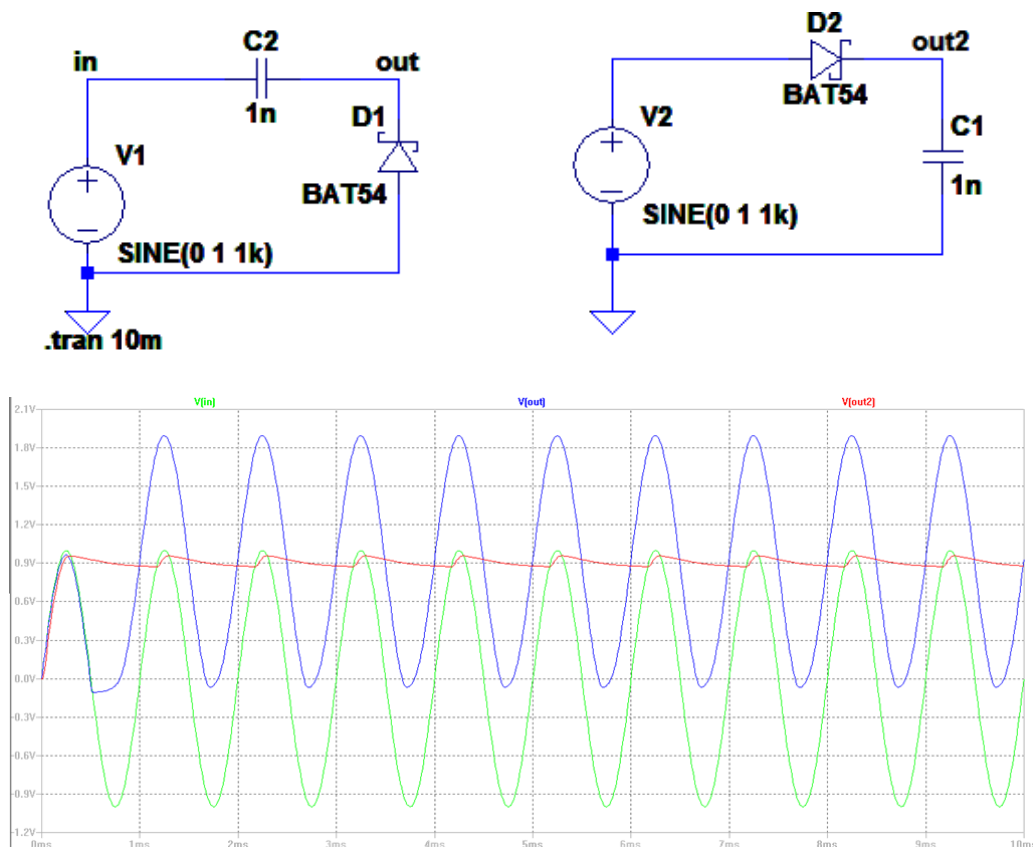 in
C2
1n
out
D1
BAT54
V1
SINE(0 1 1k)
.tran 10m
D2
BAT54
out2
V2
C1
1n
SINE(0 1 1k)
V(in) V(out) V(out2)
2.1V
1.8V
1.5V
1.2V
0.9V
0.6V
0.3V
0.0V
-0.3V
-0.6V
-0.9V
-1.2V
0ms 1ms 2ms 3ms 4ms 5ms 6ms 7ms 8ms 9ms 10ms